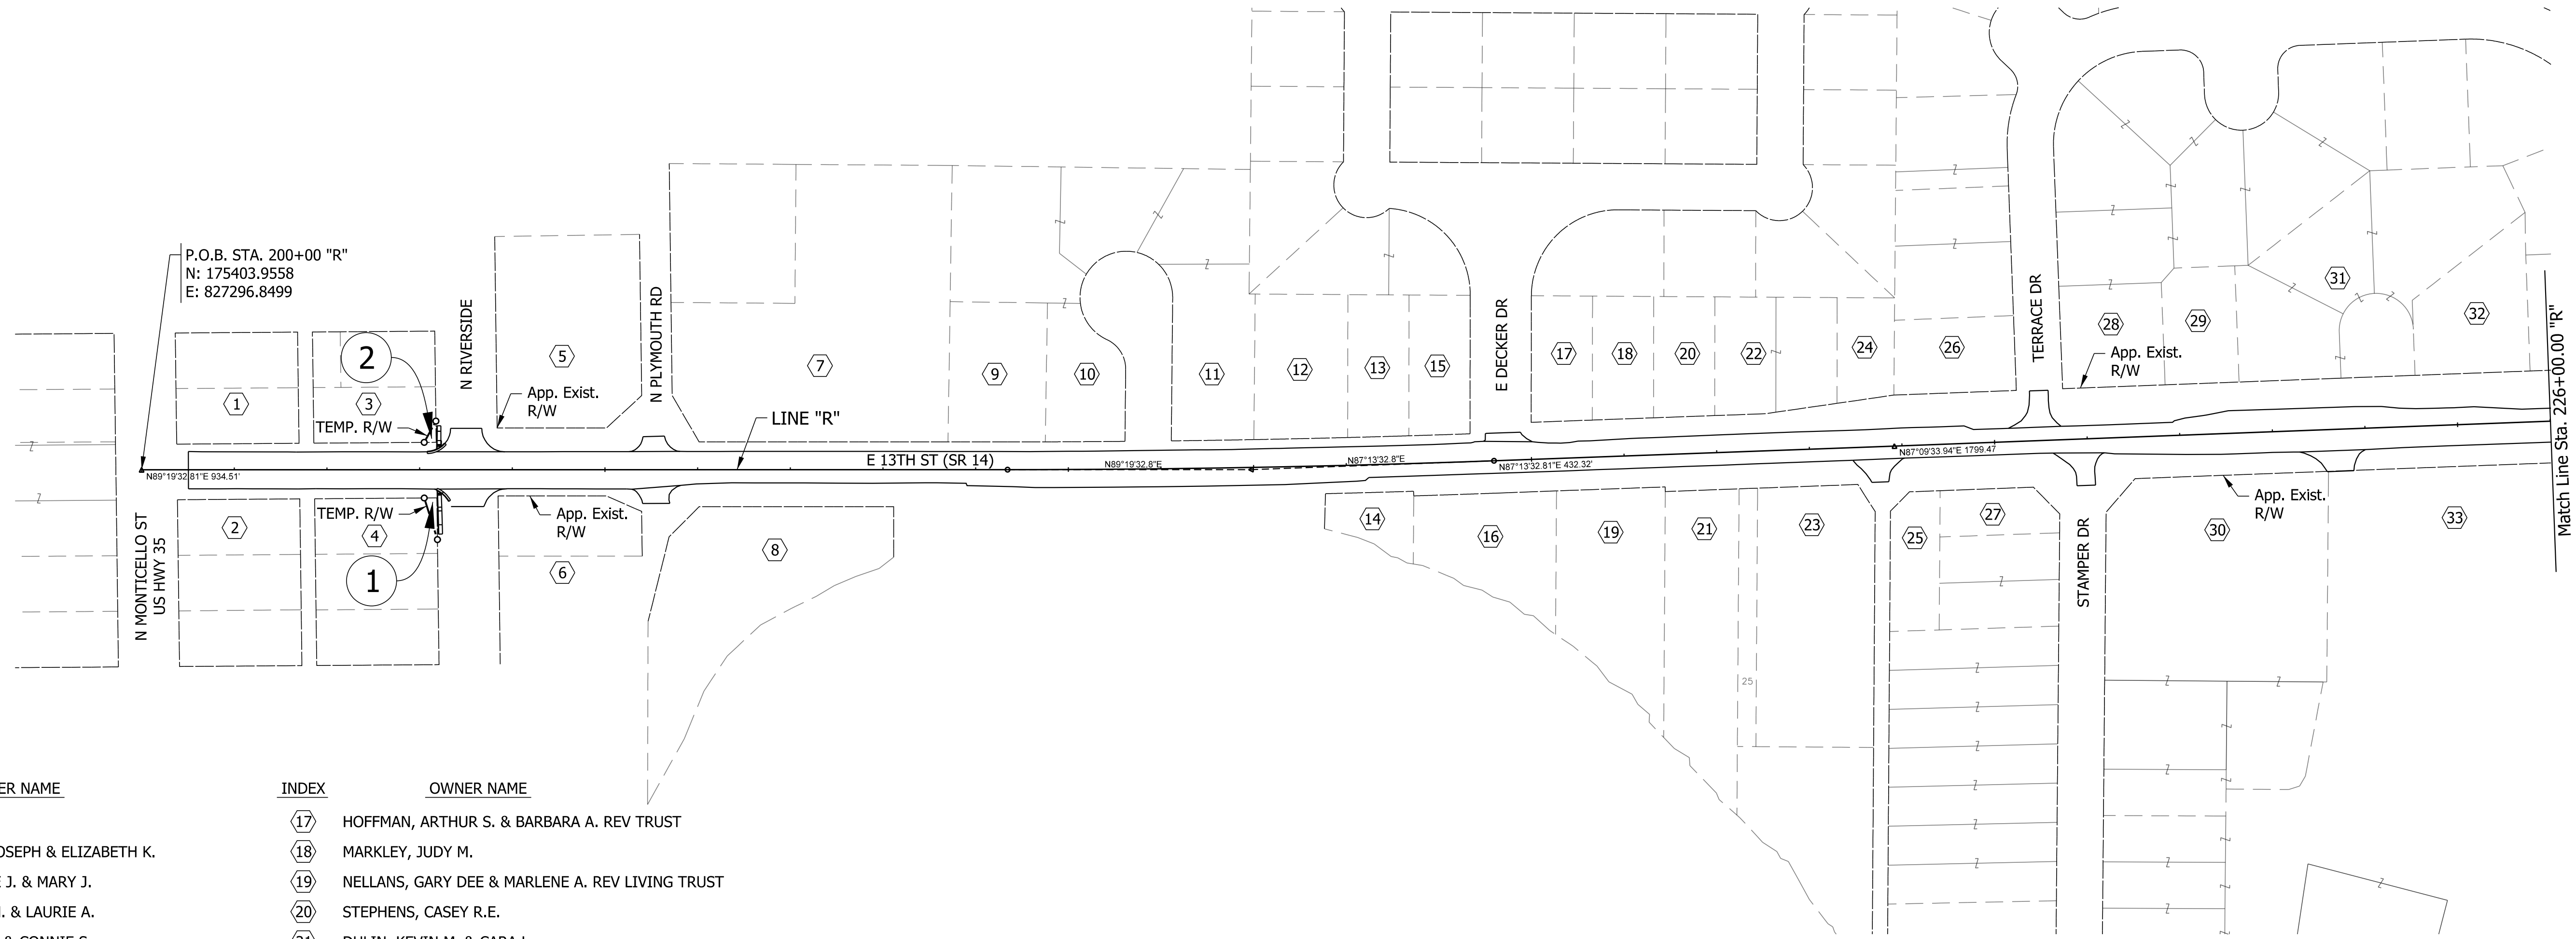 P.O.B. STA. 200+00 "R"
N: 175403.9558
E: 827296.8499
N MONTICELLO ST
US HWY 35
N RIVERSIDE
N PLYMOUTH RD
E DECKER DR
TERRACE DR
STAMPER DR
Match Line Sta. 226+00.00 "R"
2
TEMP. R/W
1
TEMP. R/W
App. Exist.
R/W
App. Exist.
R/W
App. Exist.
R/W
App. Exist.
R/W
LINE "R"
E 13TH ST (SR 14)
N89°19'32.81"E 934.51'
N89°19'32.8"E
N87°13'32.8"E
N87°13'32.81"E 432.32'
N87°09'33.94"E 1799.47
1
3
5
7
9
10
11
12
13
15
17
18
20
22
24
26
28
29
31
32
2
4
6
8
14
16
19
21
23
25
27
30
33
25
ER NAME
INDEX OWNER NAME
17 HOFFMAN, ARTHUR S. & BARBARA A. REV TRUST
OSEPH & ELIZABETH K. 18 MARKLEY, JUDY M.
J. & MARY J. 19 NELLANS, GARY DEE & MARLENE A. REV LIVING TRUST
. & LAURIE A. 20 STEPHENS, CASEY R.E.